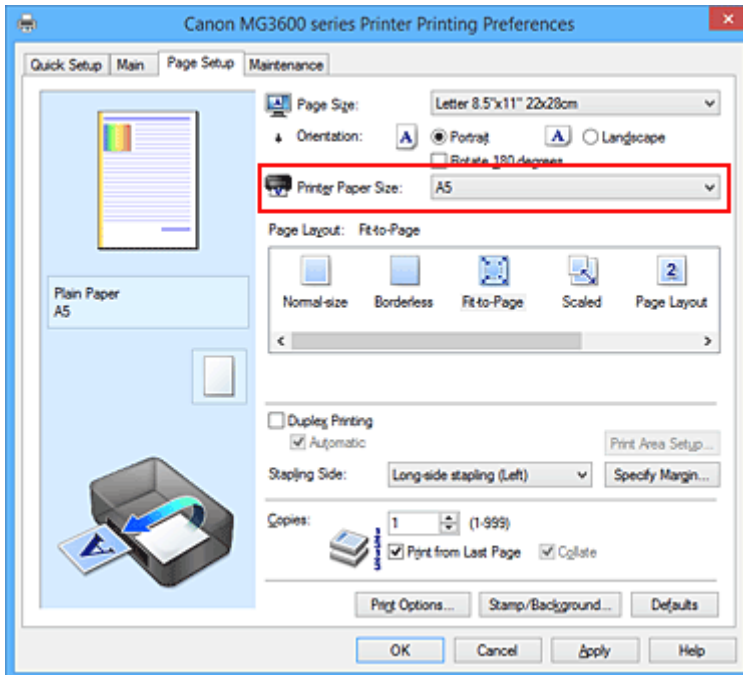 Canon MG3600 series Printer Printing Preferences
Quick Setup Main Page Setup Maintenance
Page Size: Letter 8.5"x11" 22x28cm
Orientation: A Portrait A Landscape
Rotate 180 degrees
Printer Paper Size: A5
Page Layout: Fit-to-Page
Normal-size Borderless Fit-to-Page Scaled Page Layout
Plain Paper
A5
Duplex Printing
Automatic Print Area Setup...
Stapling Side: Long-side stapling (Left) Specify Margin...
Copies: 1 (1-999)
Print from Last Page Collate
Print Options... Stamp/Background... Defaults
OK Cancel Apply Help